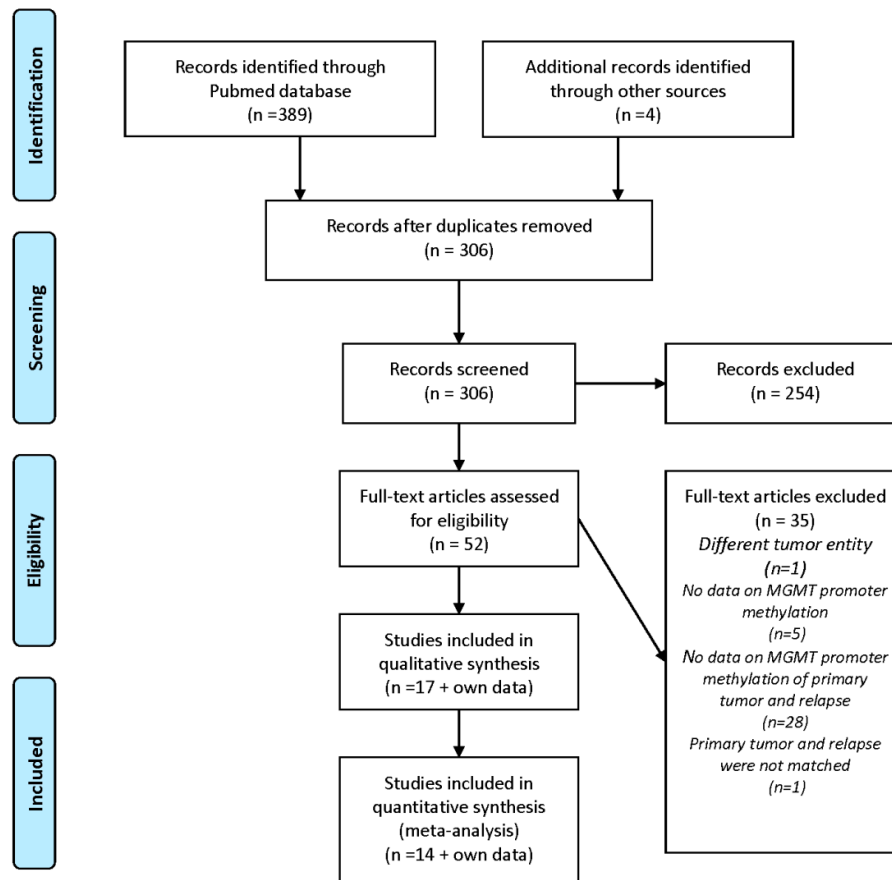 Identification
Records identified through
Pubmed database
(n =389)
Additional records identified
through other sources
(n =4)
Records after duplicates removed
(n = 306)
Screening
Records screened
(n = 306)
Records excluded
(n = 254)
Eligibility
Full-text articles assessed
for eligibility
(n = 52)
Full-text articles excluded
(n = 35)
Different tumor entity
(n=1)
No data on MGMT promoter
methylation
(n=5)
No data on MGMT promoter
methylation of primary
tumor and relapse
(n=28)
Primary tumor and relapse
were not matched
(n=1)
Studies included in
qualitative synthesis
(n =17 + own data)
Included
Studies included in
quantitative synthesis
(meta-analysis)
(n =14 + own data)